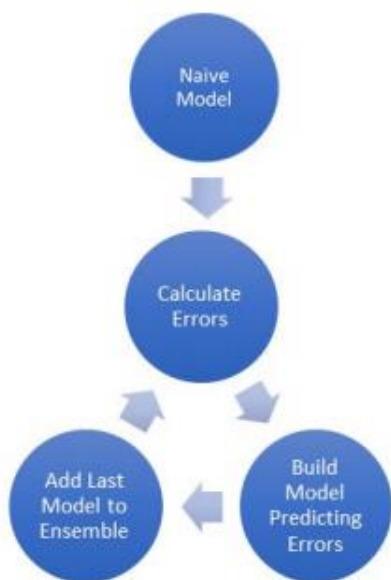 Naive
Model
Calculate
Errors
Build
Model
Predicting
Errors
Add Last
Model to
Ensemble